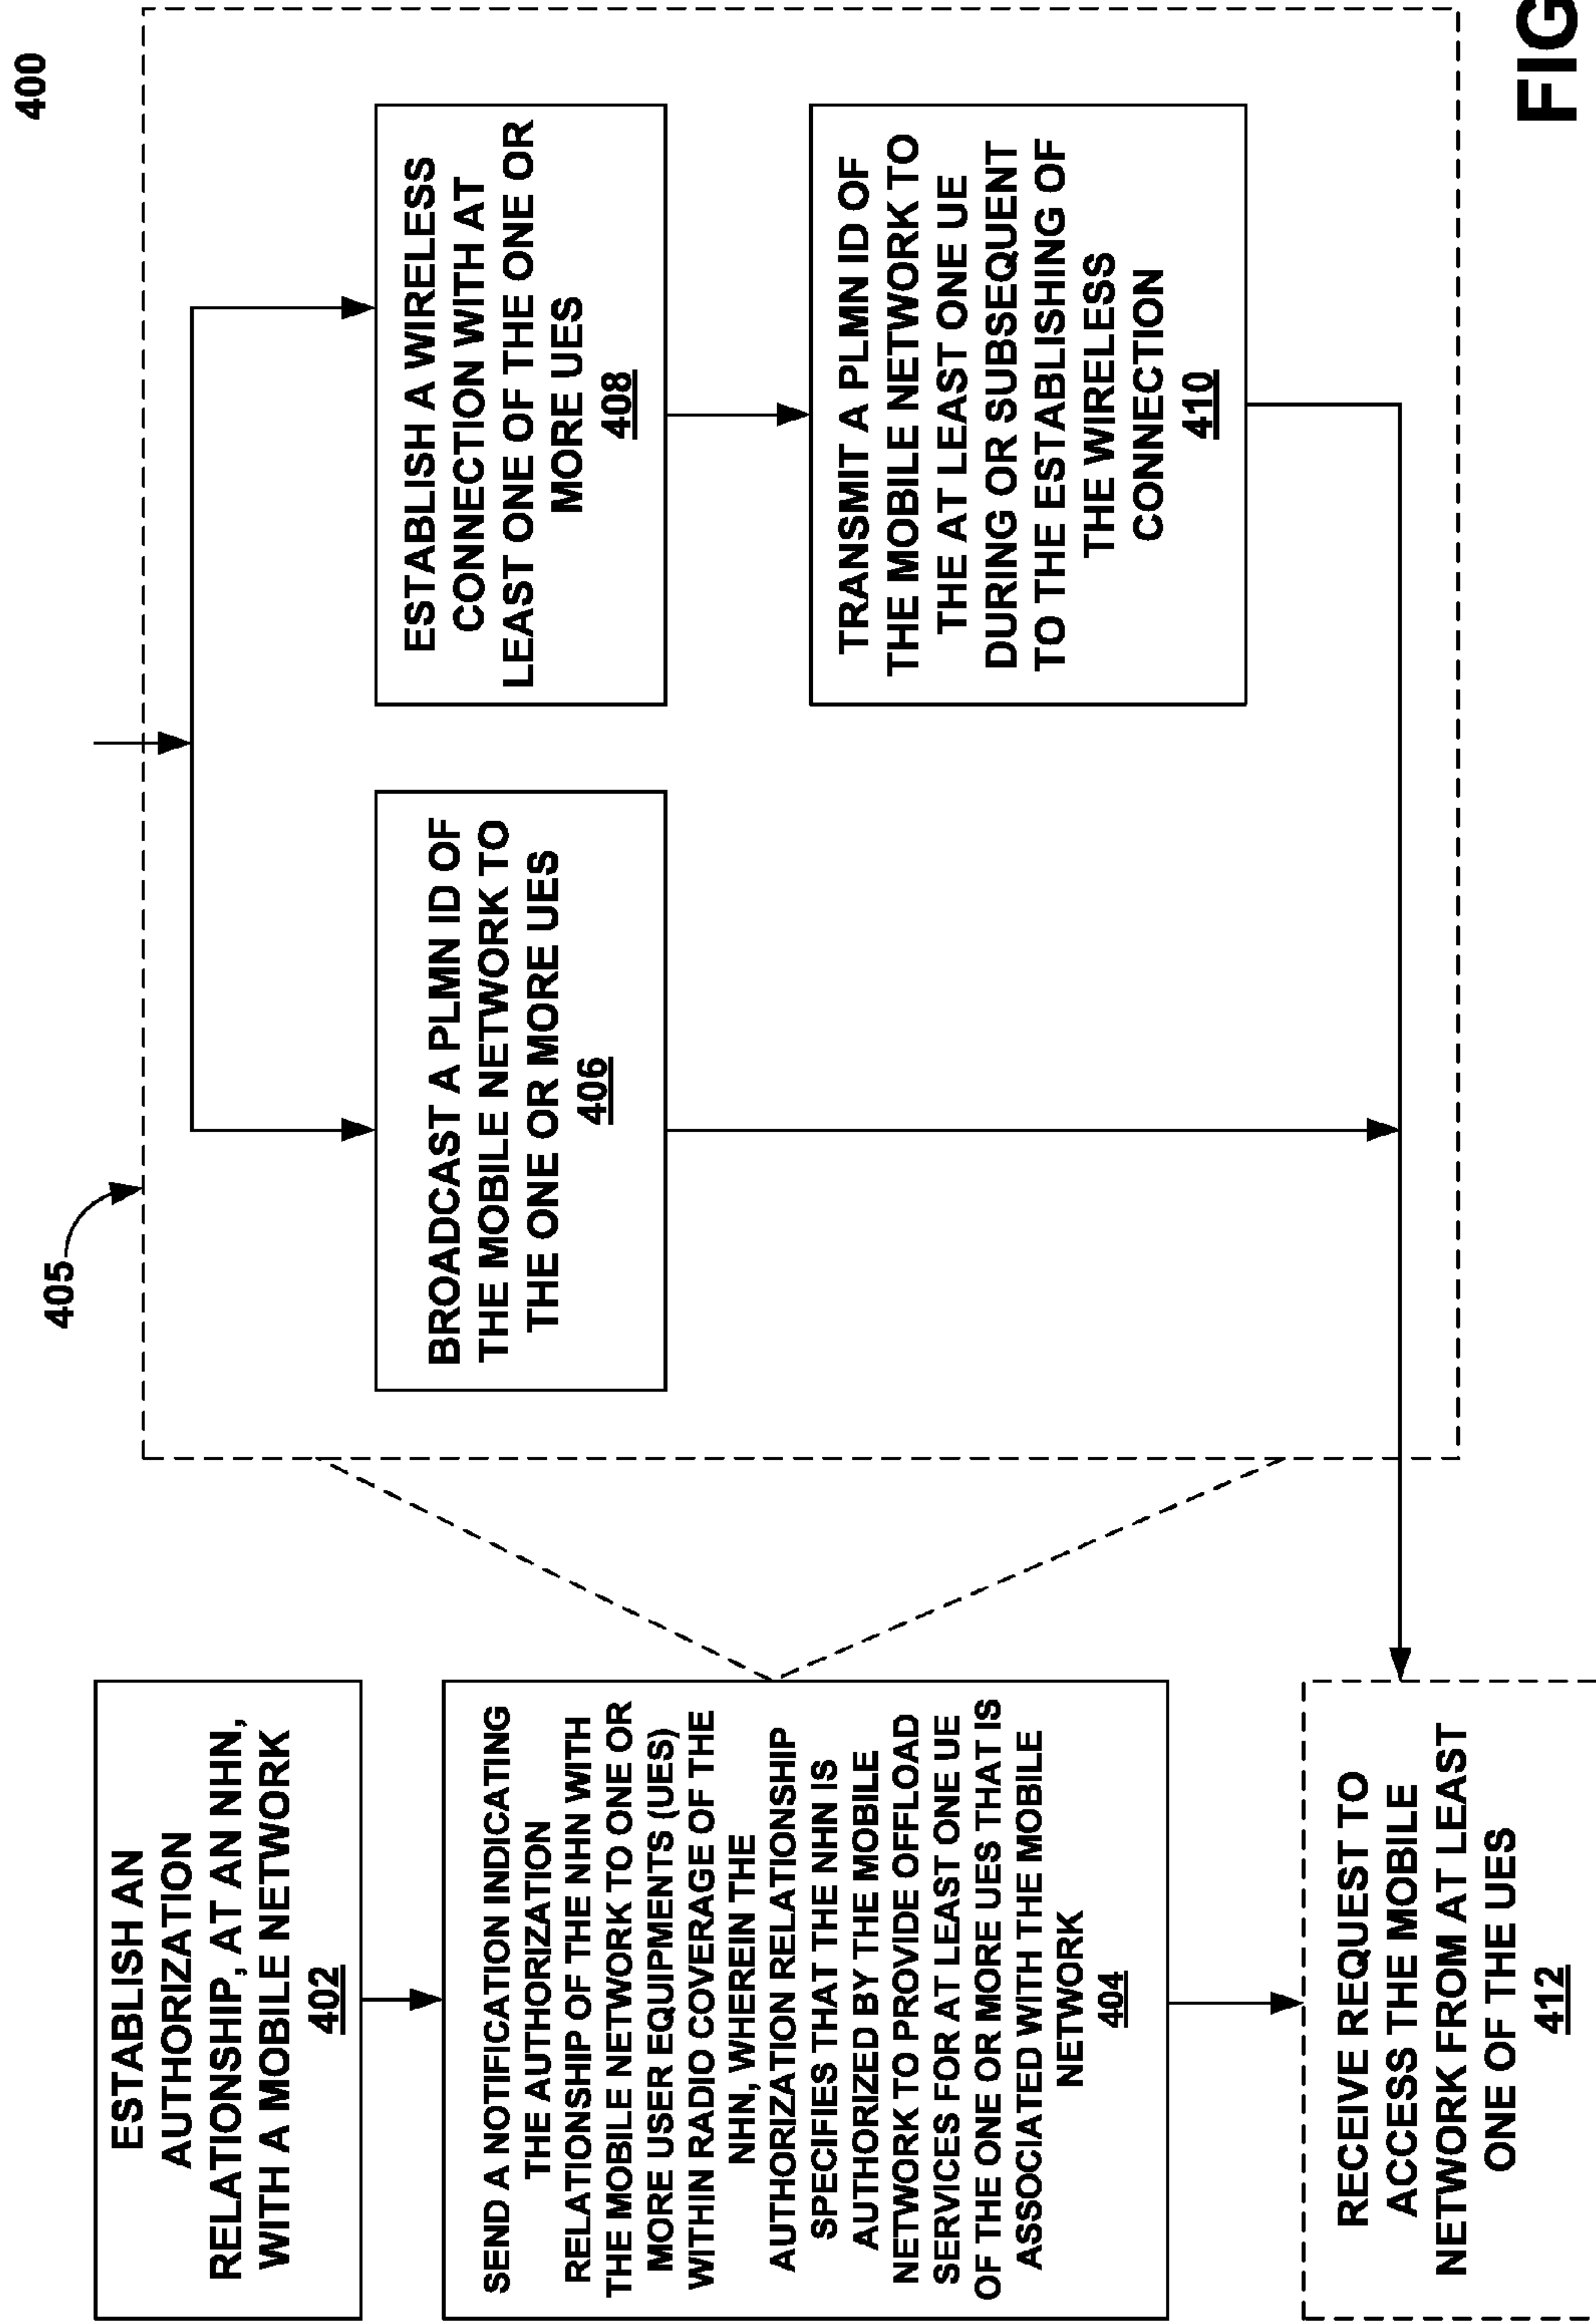 400
ESTABLISH AN
AUTHORIZATION
RELATIONSHIP, AT AN NHN,
WITH A MOBILE NETWORK
402
SEND A NOTIFICATION INDICATING
THE AUTHORIZATION
RELATIONSHIP OF THE NHN WITH
THE MOBILE NETWORK TO ONE OR
MORE USER EQUIPMENTS (UES)
WITHIN RADIO COVERAGE OF THE
NHN, WHEREIN THE
AUTHORIZATION RELATIONSHIP
SPECIFIES THAT THE NHN IS
AUTHORIZED BY THE MOBILE
NETWORK TO PROVIDE OFFLOAD
SERVICES FOR AT LEAST ONE UE
OF THE ONE OR MORE UES THAT IS
ASSOCIATED WITH THE MOBILE
NETWORK
404
RECEIVE REQUEST TO
ACCESS THE MOBILE
NETWORK FROM AT LEAST
ONE OF THE UES
412
405
BROADCAST A PLMN ID OF
THE MOBILE NETWORK TO
THE ONE OR MORE UES
406
ESTABLISH A WIRELESS
CONNECTION WITH AT
LEAST ONE OF THE ONE OR
MORE UES
408
TRANSMIT A PLMN ID OF
THE MOBILE NETWORK TO
THE AT LEAST ONE UE
DURING OR SUBSEQUENT
TO THE ESTABLISHING OF
THE WIRELESS
CONNECTION
410
FIG